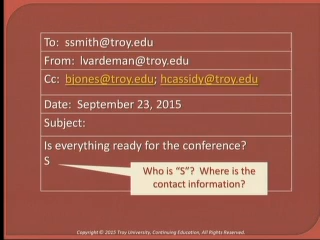 To:  ssmith@troy.edu
From:  lvardeman@troy.edu
Cc:  bjones@troy.edu; hcassidy@troy.edu
Date:  September 23, 2015
Subject:
Is everything ready for the conference?
S
Who is “S”?  Where is the
contact information?
Copyright © 2015 Troy University, Continuing Education, All Rights Reserved.